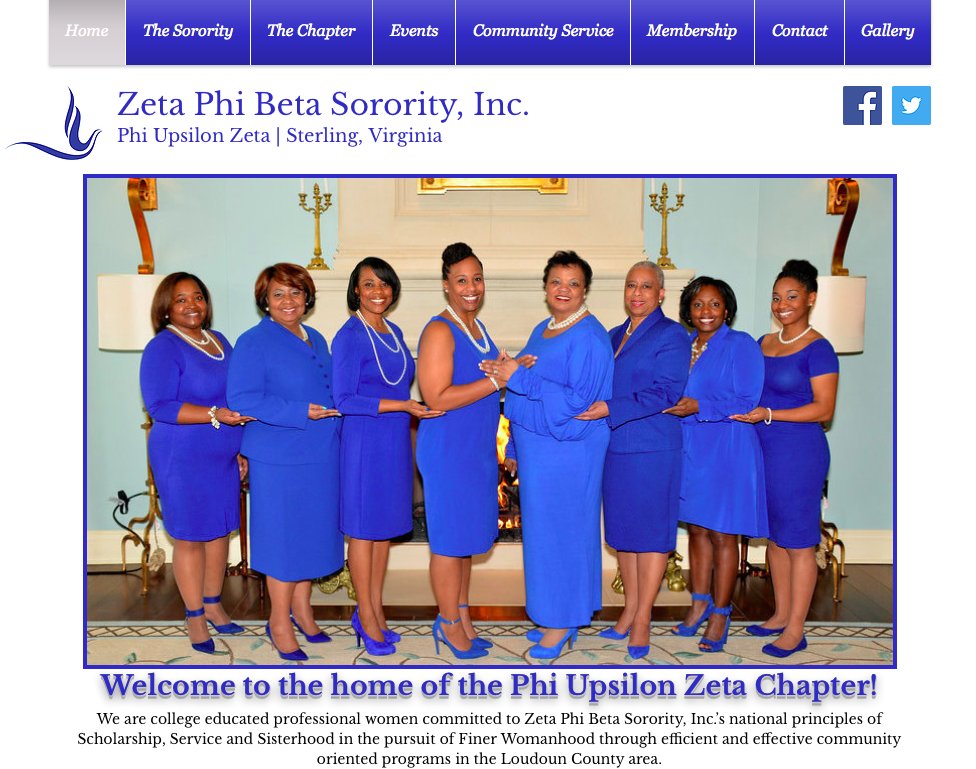 Home The Sorority The Chapter Events Community Service Membership Contact Gallery
Zeta Phi Beta Sorority, Inc.
Phi Upsilon Zeta | Sterling, Virginia
Welcome to the home of the Phi Upsilon Zeta Chapter!
We are college educated professional women committed to Zeta Phi Beta Sorority, Inc.'s national principles of
Scholarship, Service and Sisterhood in the pursuit of Finer Womanhood through efficient and effective community
oriented programs in the Loudoun County area.